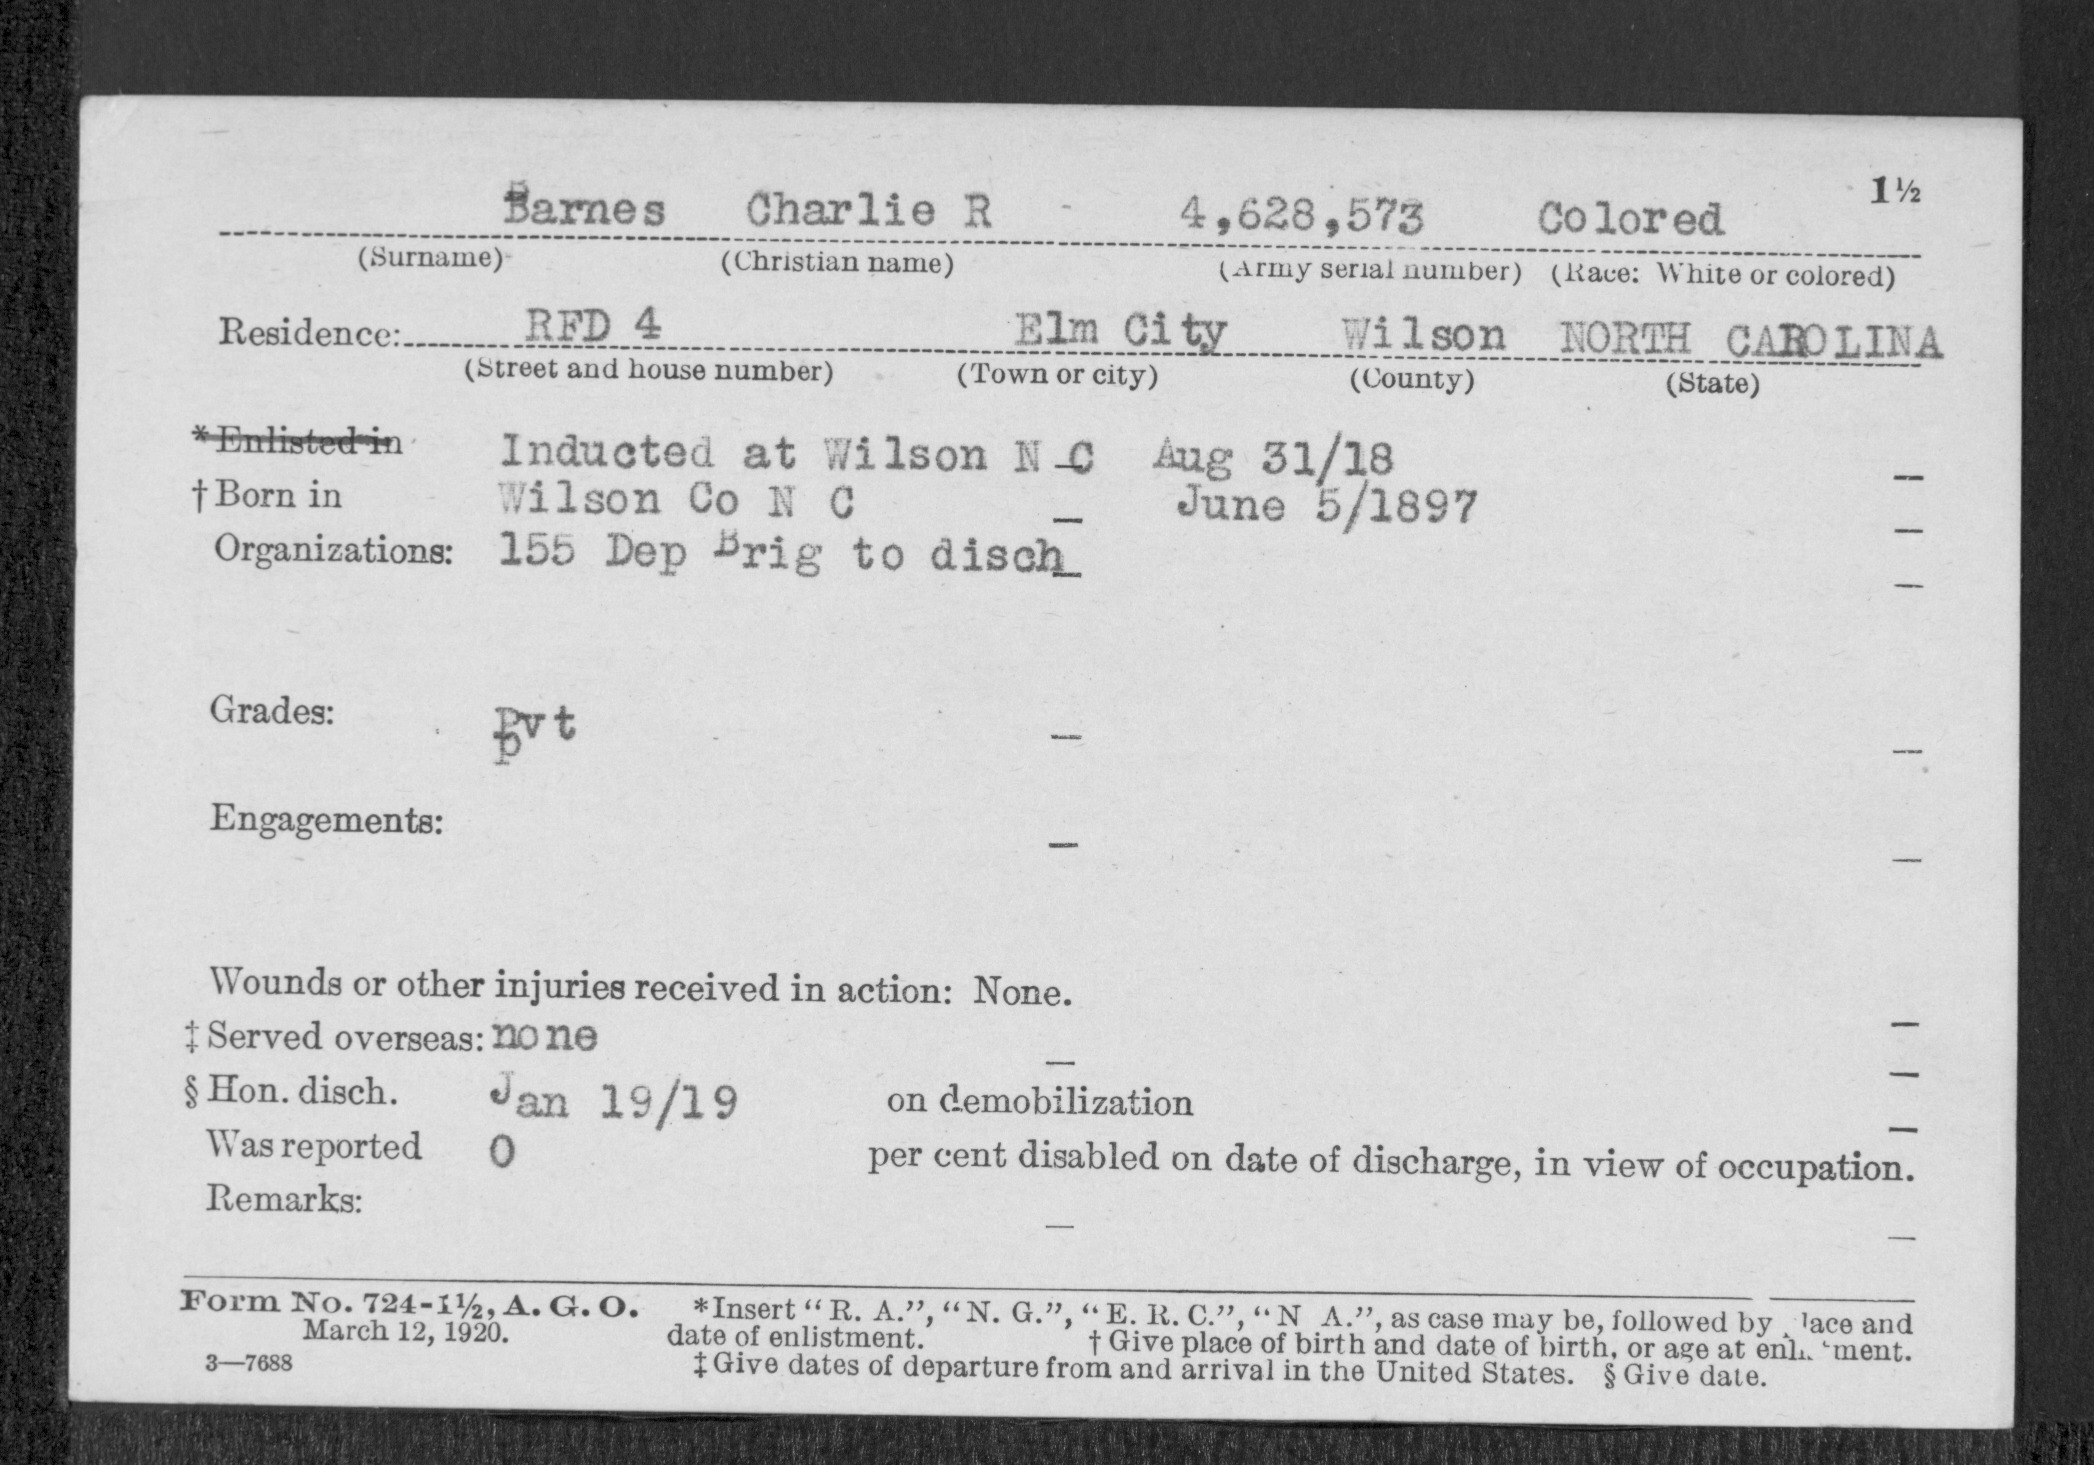 1½
Barnes Charlie R - 4,628,573 Colored
(Surname) (Christian name) (Army serial number) (Race: White or colored)
Residence: RFD 4 Elm City Wilson NORTH CAROLINA
(Street and house number) (Town or city) (County) (State)
*Enlisted in Inducted at Wilson N C Aug 31/18
†Born in Wilson Co N C June 5/1897
Organizations: 155 Dep Brig to disch
Grades: Pvt
Engagements:
Wounds or other injuries received in action: None.
‡Served overseas: none
§Hon. disch. Jan 19/19 on demobilization
Was reported 0 per cent disabled on date of discharge, in view of occupation.
Remarks:
Form No. 724-1½, A. G. O.
March 12, 1920.
3—7688
*Insert "R. A.", "N. G.", "E. R. C.", "N A.", as case may be, followed by place and
date of enlistment. †Give place of birth and date of birth, or age at enlistment.
‡Give dates of departure from and arrival in the United States. §Give date.